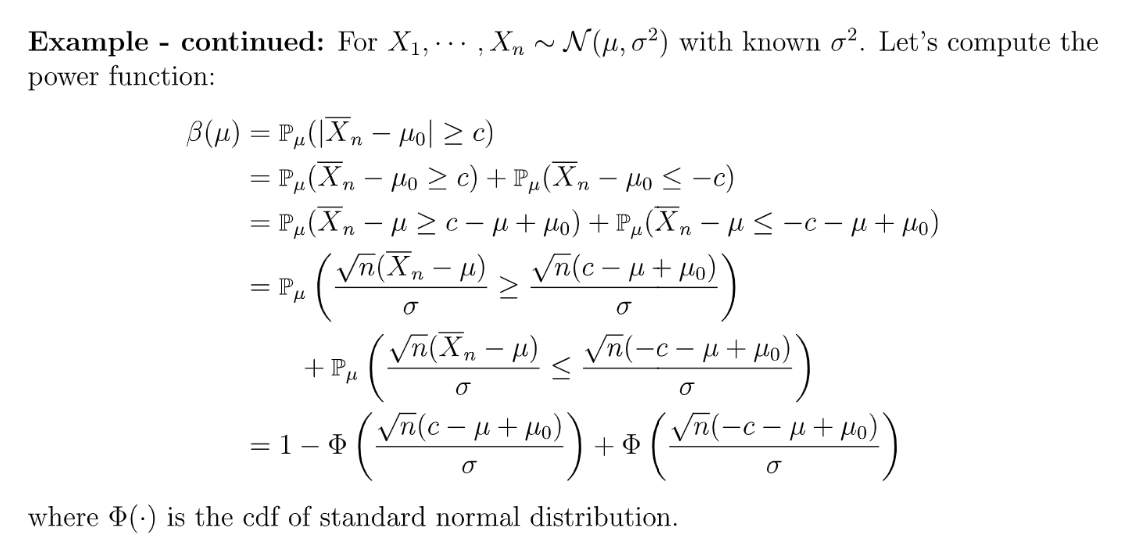 Example - continued: For $X_1, \cdots, X_n \sim \mathcal{N}(\mu, \sigma^2)$ with known $\sigma^2$. Let's compute the
power function:
$\beta(\mu) = \mathbb{P}_\mu(|\overline{X}_n - \mu_0| \geq c)$
$= \mathbb{P}_\mu(\overline{X}_n - \mu_0 \geq c) + \mathbb{P}_\mu(\overline{X}_n - \mu_0 \leq -c)$
$= \mathbb{P}_\mu(\overline{X}_n - \mu \geq c - \mu + \mu_0) + \mathbb{P}_\mu(\overline{X}_n - \mu \leq -c - \mu + \mu_0)$
$= \mathbb{P}_\mu \left( \frac{\sqrt{n}(\overline{X}_n - \mu)}{\sigma} \geq \frac{\sqrt{n}(c - \mu + \mu_0)}{\sigma} \right)$
$+ \mathbb{P}_\mu \left( \frac{\sqrt{n}(\overline{X}_n - \mu)}{\sigma} \leq \frac{\sqrt{n}(-c - \mu + \mu_0)}{\sigma} \right)$
$= 1 - \Phi \left( \frac{\sqrt{n}(c - \mu + \mu_0)}{\sigma} \right) + \Phi \left( \frac{\sqrt{n}(-c - \mu + \mu_0)}{\sigma} \right)$
where $\Phi(\cdot)$ is the cdf of standard normal distribution.